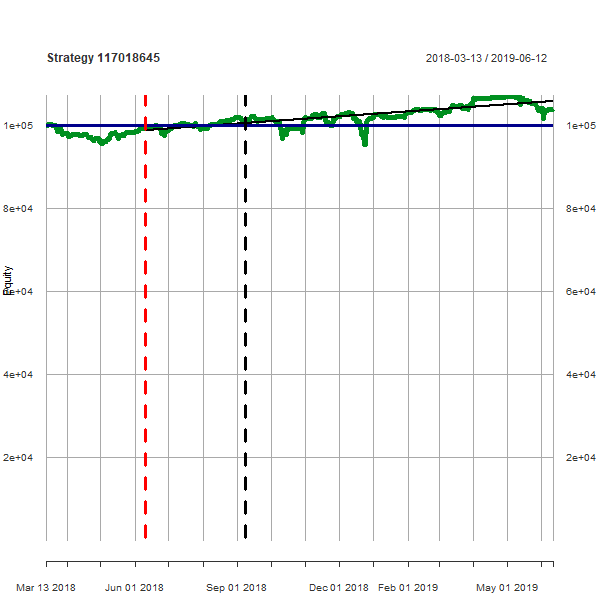 Strategy 117018645
2018-03-13 / 2019-06-12
1e+05
1e+05
8e+04
8e+04
Equity
6e+04
6e+04
4e+04
4e+04
2e+04
2e+04
Mar 13 2018
Jun 01 2018
Sep 01 2018
Dec 01 2018
Feb 01 2019
May 01 2019